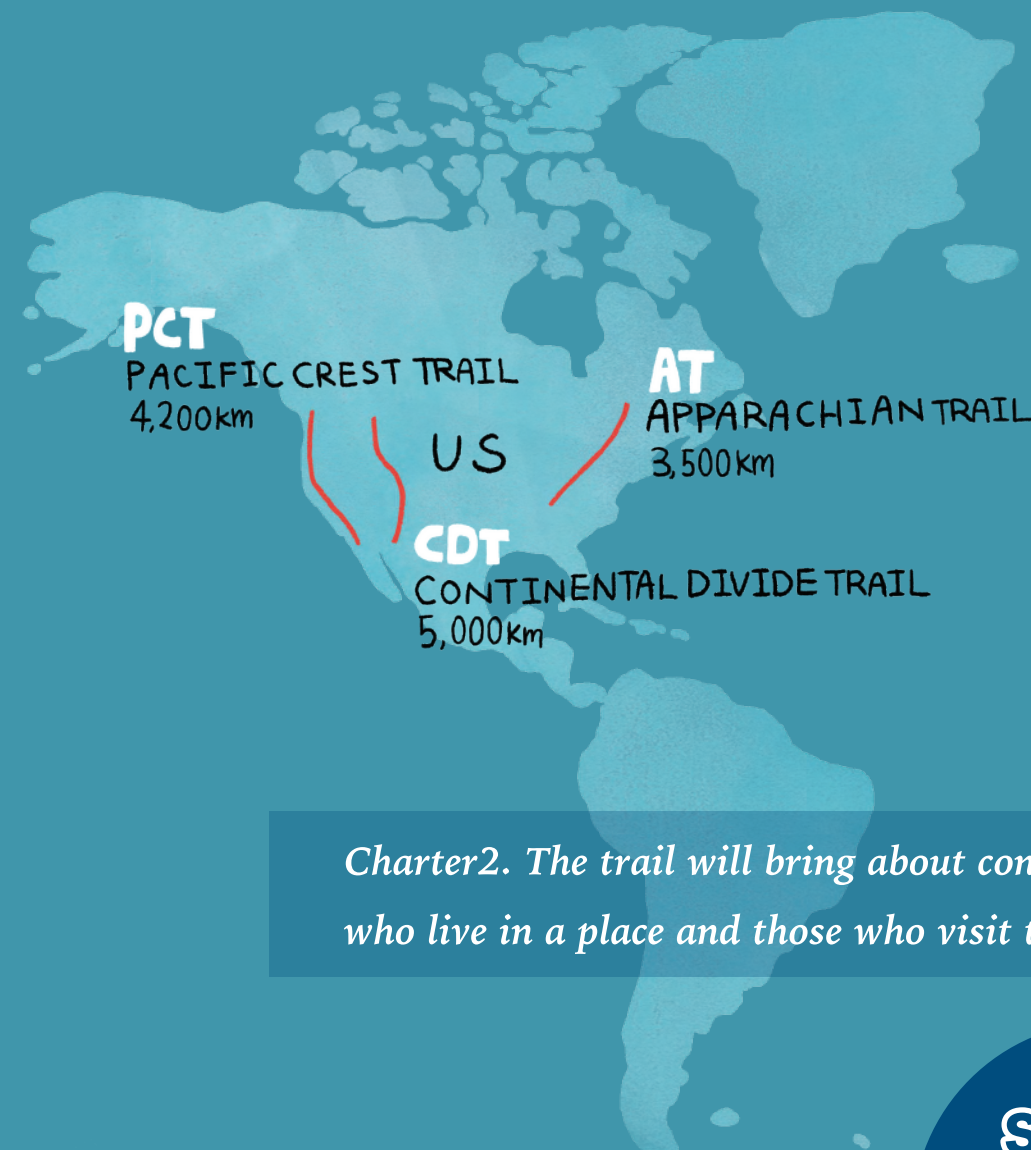 PCT
PACIFIC CREST TRAIL
4,200km
US
AT
APPARACHIAN TRAIL
3,500km
CDT
CONTINENTAL DIVIDE TRAIL
5,000km
Charter2. The trail will bring about
who live in a place and those who visit